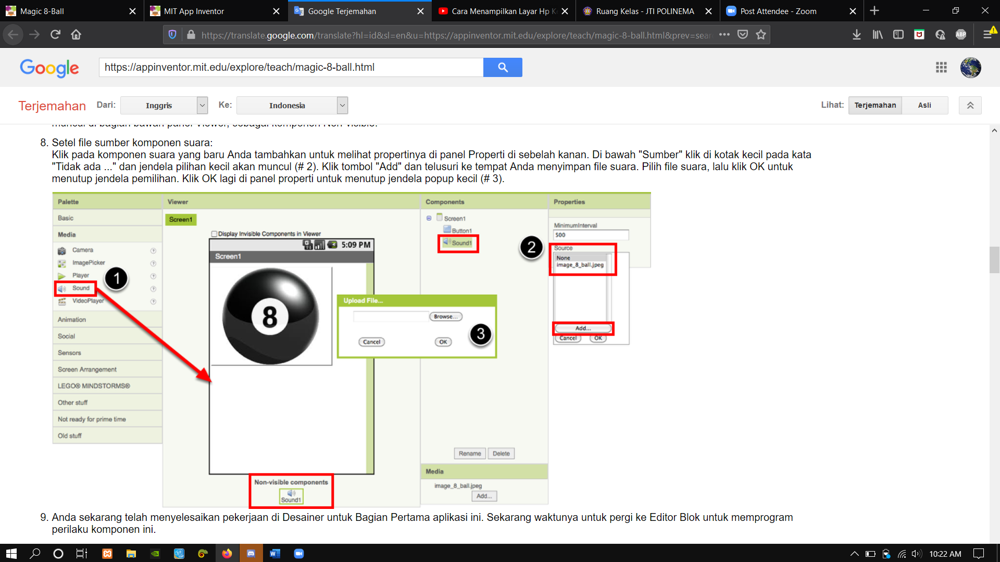 Magic 8-Ball
MIT App Inventor
Google Terjemahan
Cara Menampilkan Layar Hp K
Ruang Kelas - JTI POLINEMA
Post Attendee - Zoom
https://translate.google.com/translate?hl=id&sl=en&u=https://appinventor.mit.edu/explore/teach/magic-8-ball.html&prev=sear
ABP
Google
https://appinventor.mit.edu/explore/teach/magic-8-ball.html
Terjemahan
Dari:
Inggris
Ke:
Indonesia
Lihat:
Terjemahan
Asli
muncul di bagian bawah panel Viewer, sebagai komponen Non-visible.
8. Setel file sumber komponen suara:
Klik pada komponen suara yang baru Anda tambahkan untuk melihat propertinya di panel Properti di sebelah kanan. Di bawah "Sumber" klik di kotak kecil pada kata
"Tidak ada ..." dan jendela pilihan kecil akan muncul (# 2). Klik tombol "Add" dan telusuri ke tempat Anda menyimpan file suara. Pilih file suara, lalu klik OK untuk
menutup jendela pemilihan. Klik OK lagi di panel properti untuk menutup jendela popup kecil (# 3).
Palette
Basic
Media
Camera
ImagePicker
Player
Sound
VideoPlayer
1
Animation
Social
Sensors
Screen Arrangement
LEGO® MINDSTORMS®
Other stuff
Not ready for prime time
Old stuff
Viewer
Screen1
Display Invisible Components in Viewer
5:09 PM
Screen1
8
Non-visible components
Sound1
Upload File...
Browse...
Cancel
OK
3
Components
Screen1
Button1
Sound1
Rename
Delete
Media
image_8_ball.jpeg
Add...
2
Properties
MinimumInterval
500
Source
None
image_8_ball.jpeg
Add...
Cancel
OK
9. Anda sekarang telah menyelesaikan pekerjaan di Desainer untuk Bagian Pertama aplikasi ini. Sekarang waktunya untuk pergi ke Editor Blok untuk memprogram
perilaku komponen ini.
10:22 AM